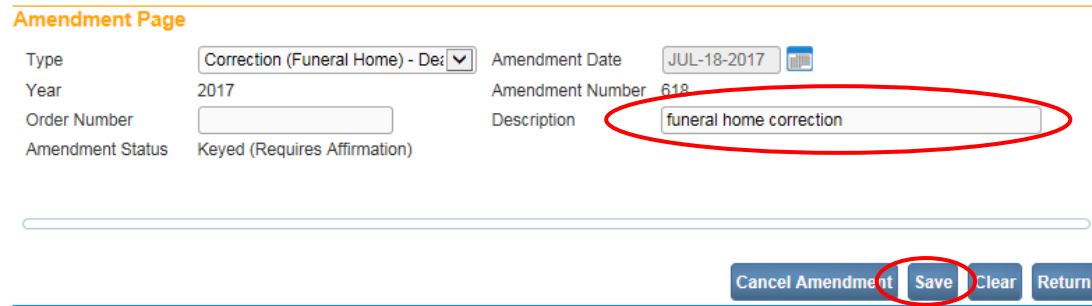 Amendment Page
Type Correction (Funeral Home) - Dea Amendment Date JUL-18-2017
Year 2017 Amendment Number 618
Order Number Description funeral home correction
Amendment Status Keyed (Requires Affirmation)
Cancel Amendment Save Clear Return